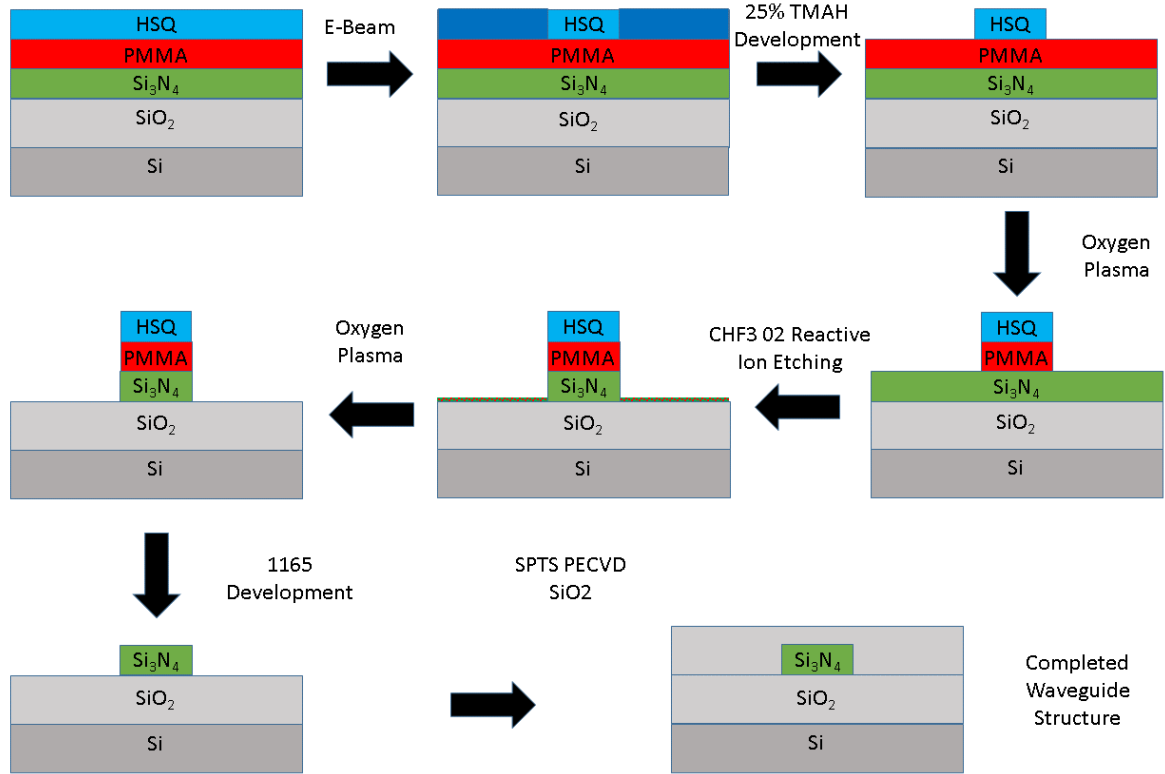 HSQ
PMMA
Si₃N₄
SiO₂
Si
E-Beam
HSQ
PMMA
Si₃N₄
SiO₂
Si
25% TMAH
Development
HSQ
PMMA
Si₃N₄
SiO₂
Si
Oxygen
Plasma
HSQ
PMMA
Si₃N₄
SiO₂
Si
CHF3 02 Reactive
Ion Etching
HSQ
PMMA
Si₃N₄
SiO₂
Si
Oxygen
Plasma
HSQ
PMMA
Si₃N₄
SiO₂
Si
1165
Development
Si₃N₄
SiO₂
Si
SPTS PECVD
SiO2
Si₃N₄
SiO₂
Si
Completed
Waveguide
Structure